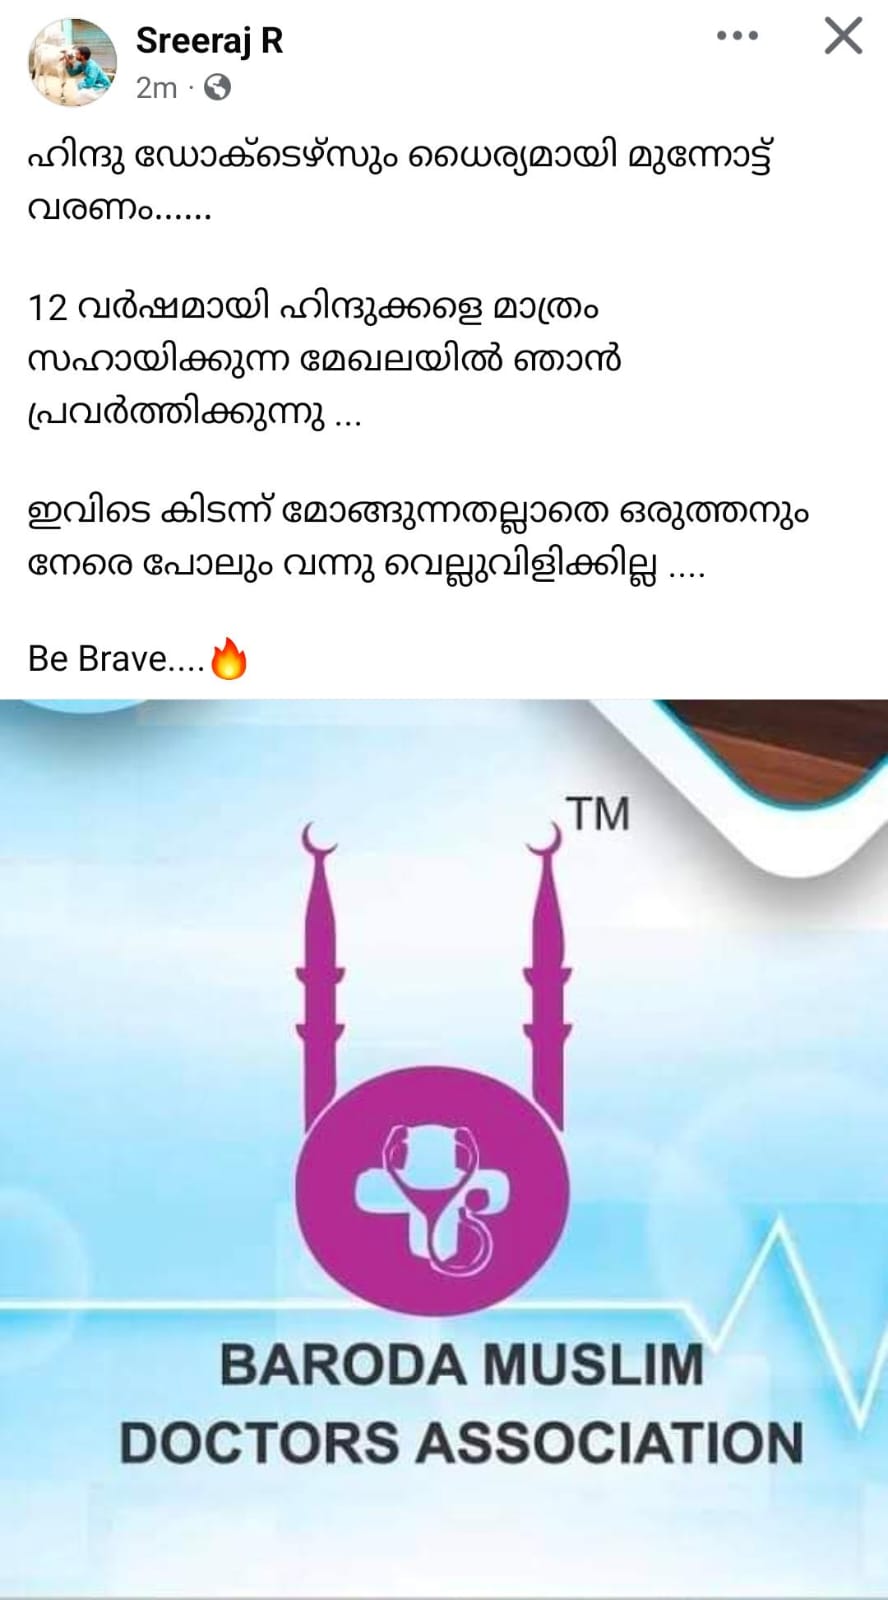 Sreeraj R
2m ·
ഹിന്ദു ഡോക്ടെഴ്സും ധൈര്യമായി മുന്നോട്ട്
വരണം......
12 വർഷമായി ഹിന്ദുക്കളെ മാത്രം
സഹായിക്കുന്ന മേഖലയിൽ ഞാൻ
പ്രവർത്തിക്കുന്നു ...
ഇവിടെ കിടന്ന് മോങ്ങുന്നതല്ലാതെ ഒരുത്തനും
നേരെ പോലും വന്നു വെല്ലുവിളിക്കില്ല ....
Be Brave....🔥
TM
BARODA MUSLIM
DOCTORS ASSOCIATION